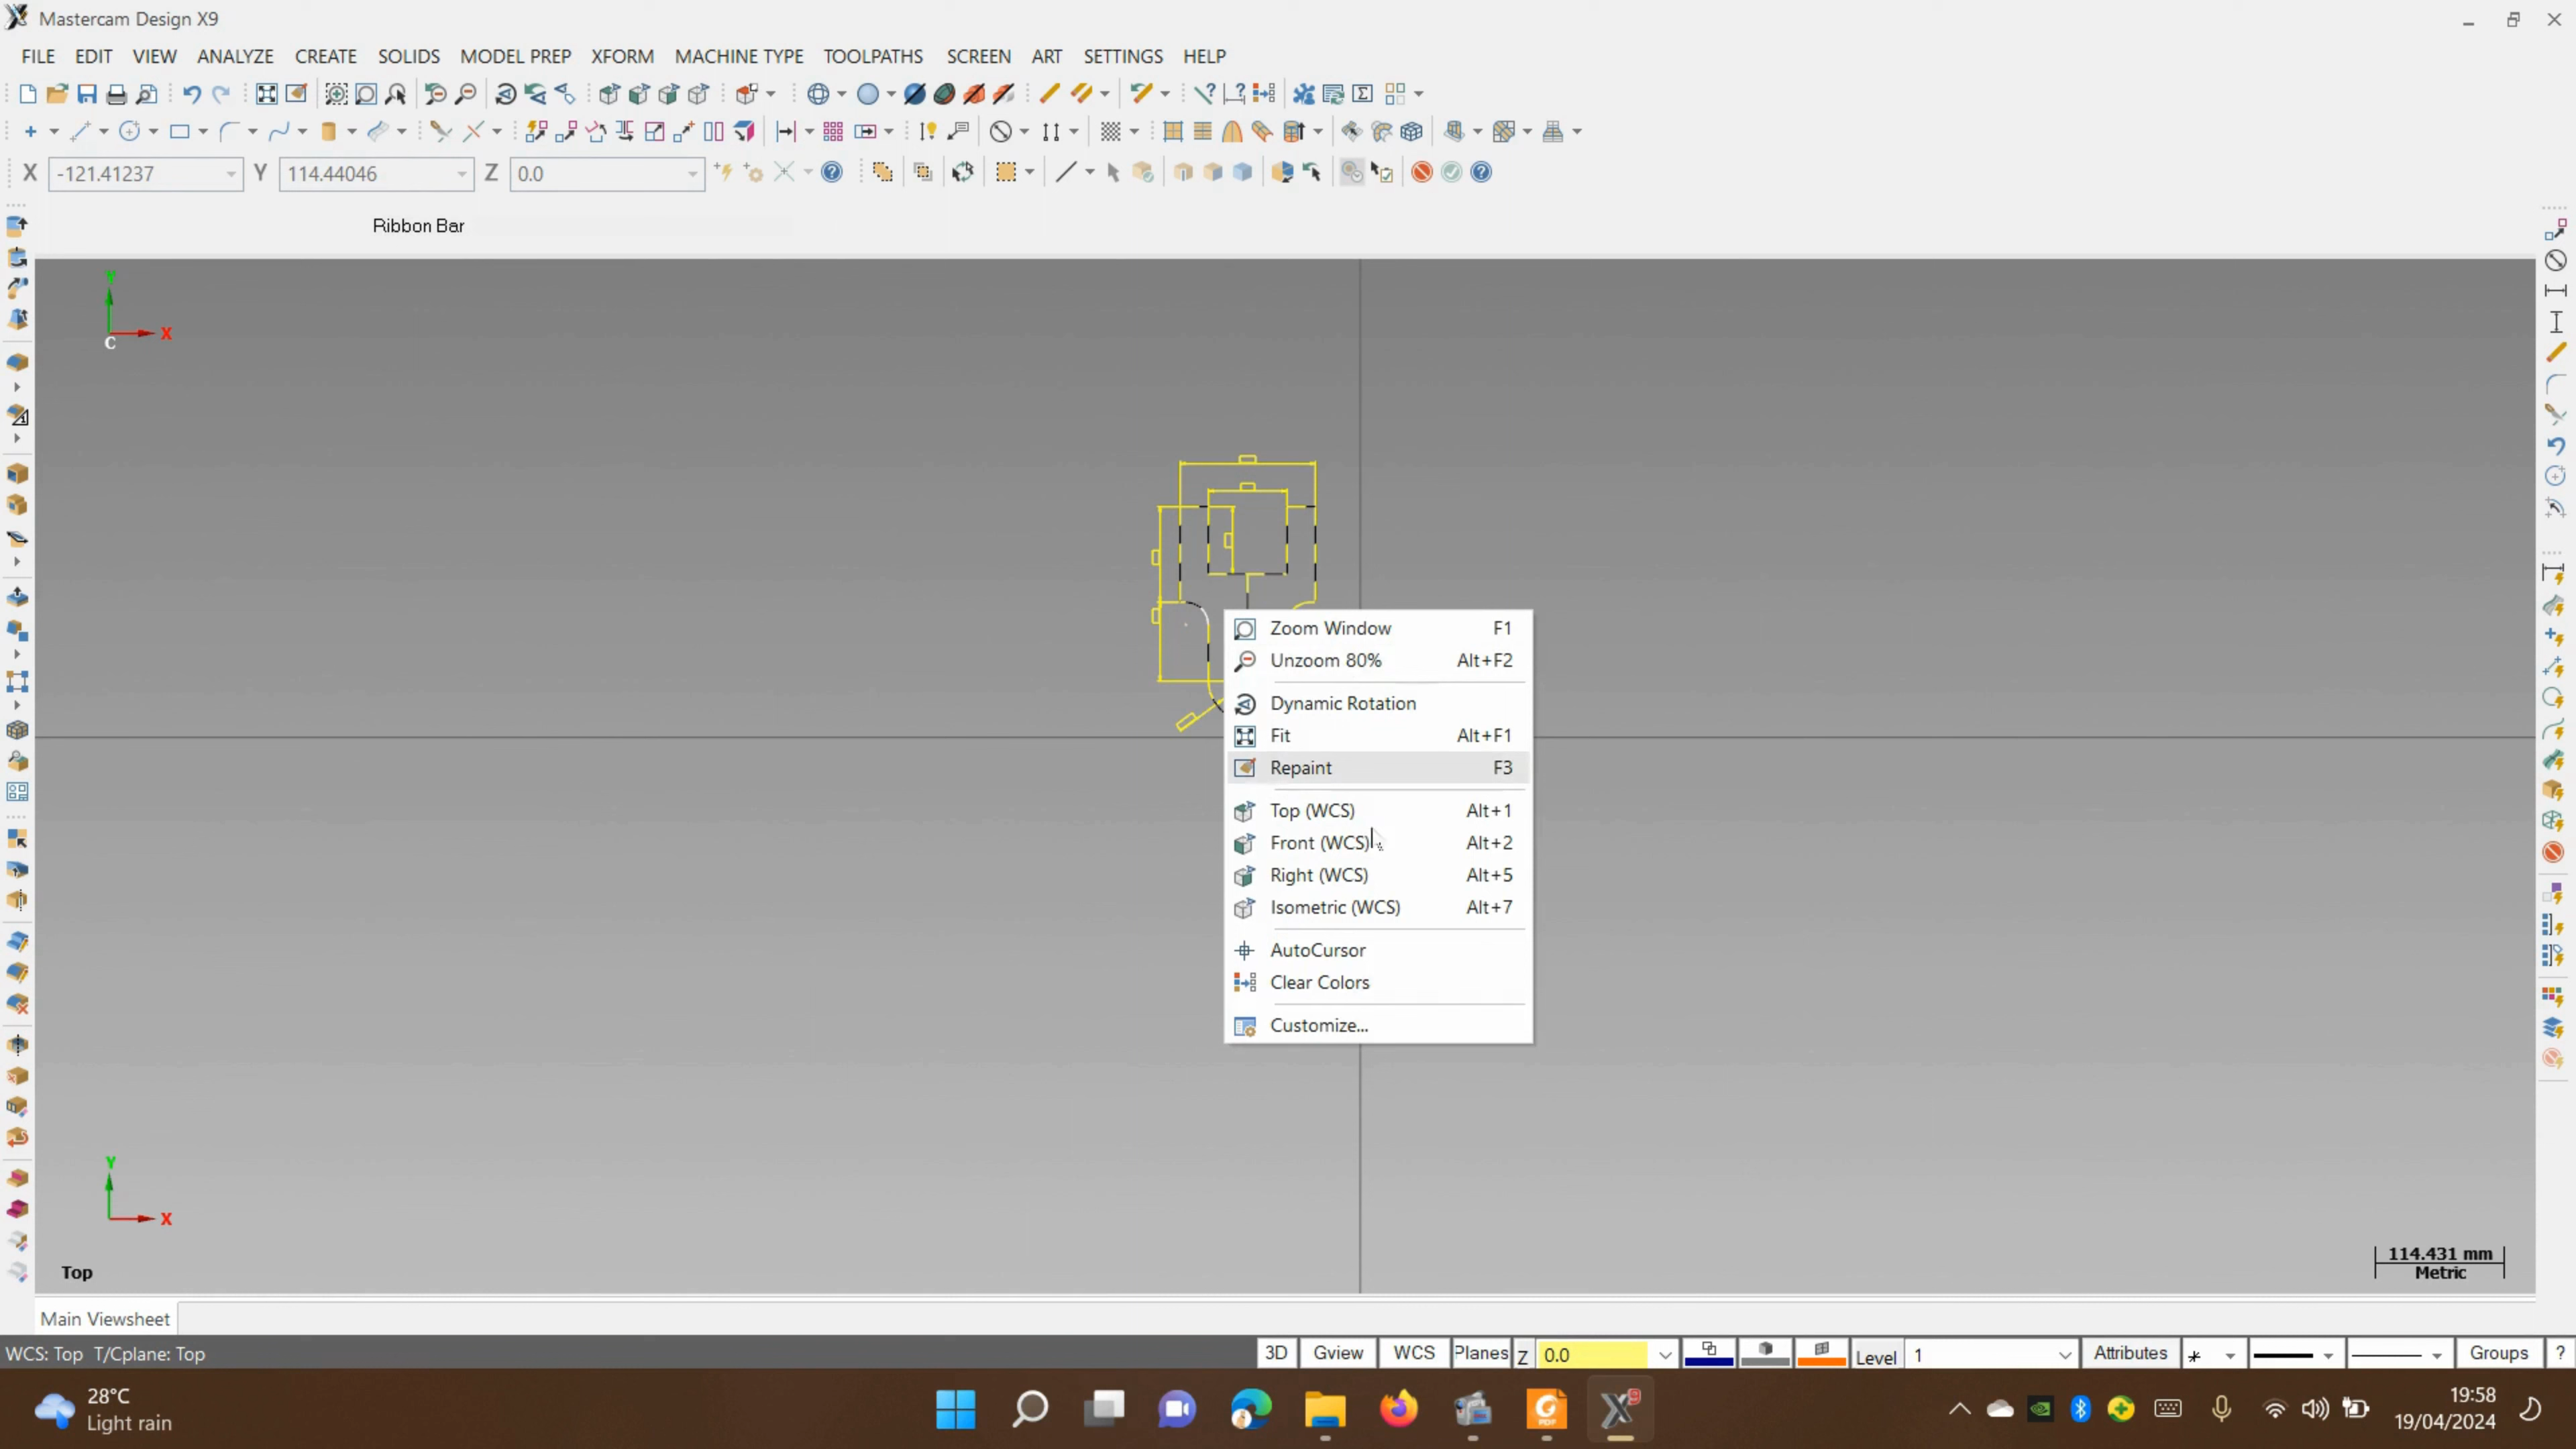 Mastercam Design X9
FILE EDIT VIEW ANALYZE CREATE SOLIDS MODEL PREP XFORM MACHINE TYPE TOOLPATHS SCREEN ART SETTINGS HELP
X -121.41237 Y 114.44046 Z 0.0
Ribbon Bar
Y
X
C
Zoom Window F1
Unzoom 80% Alt+F2
Dynamic Rotation
Fit Alt+F1
Repaint F3
Top (WCS) Alt+1
Front (WCS) Alt+2
Right (WCS) Alt+5
Isometric (WCS) Alt+7
AutoCursor
Clear Colors
Customize...
Y
X
Top
114.431 mm
Metric
Main Viewsheet
WCS: Top T/Cplane: Top 3D Gview WCS Planes Z 0.0 Level 1 Attributes Groups ?
28°C
Light rain
19:58
19/04/2024